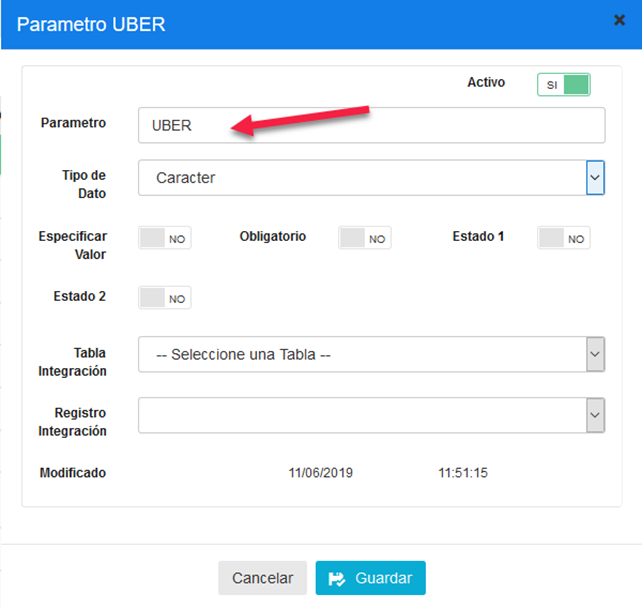 Parametro UBER
Activo SI
Parametro UBER
Tipo de Caracter
Dato
Especificar NO Obligatorio NO Estado 1 NO
Valor
Estado 2 NO
Tabla -- Seleccione una Tabla --
Integración
Registro
Integración
Modificado 11/06/2019 11:51:15
Cancelar Guardar